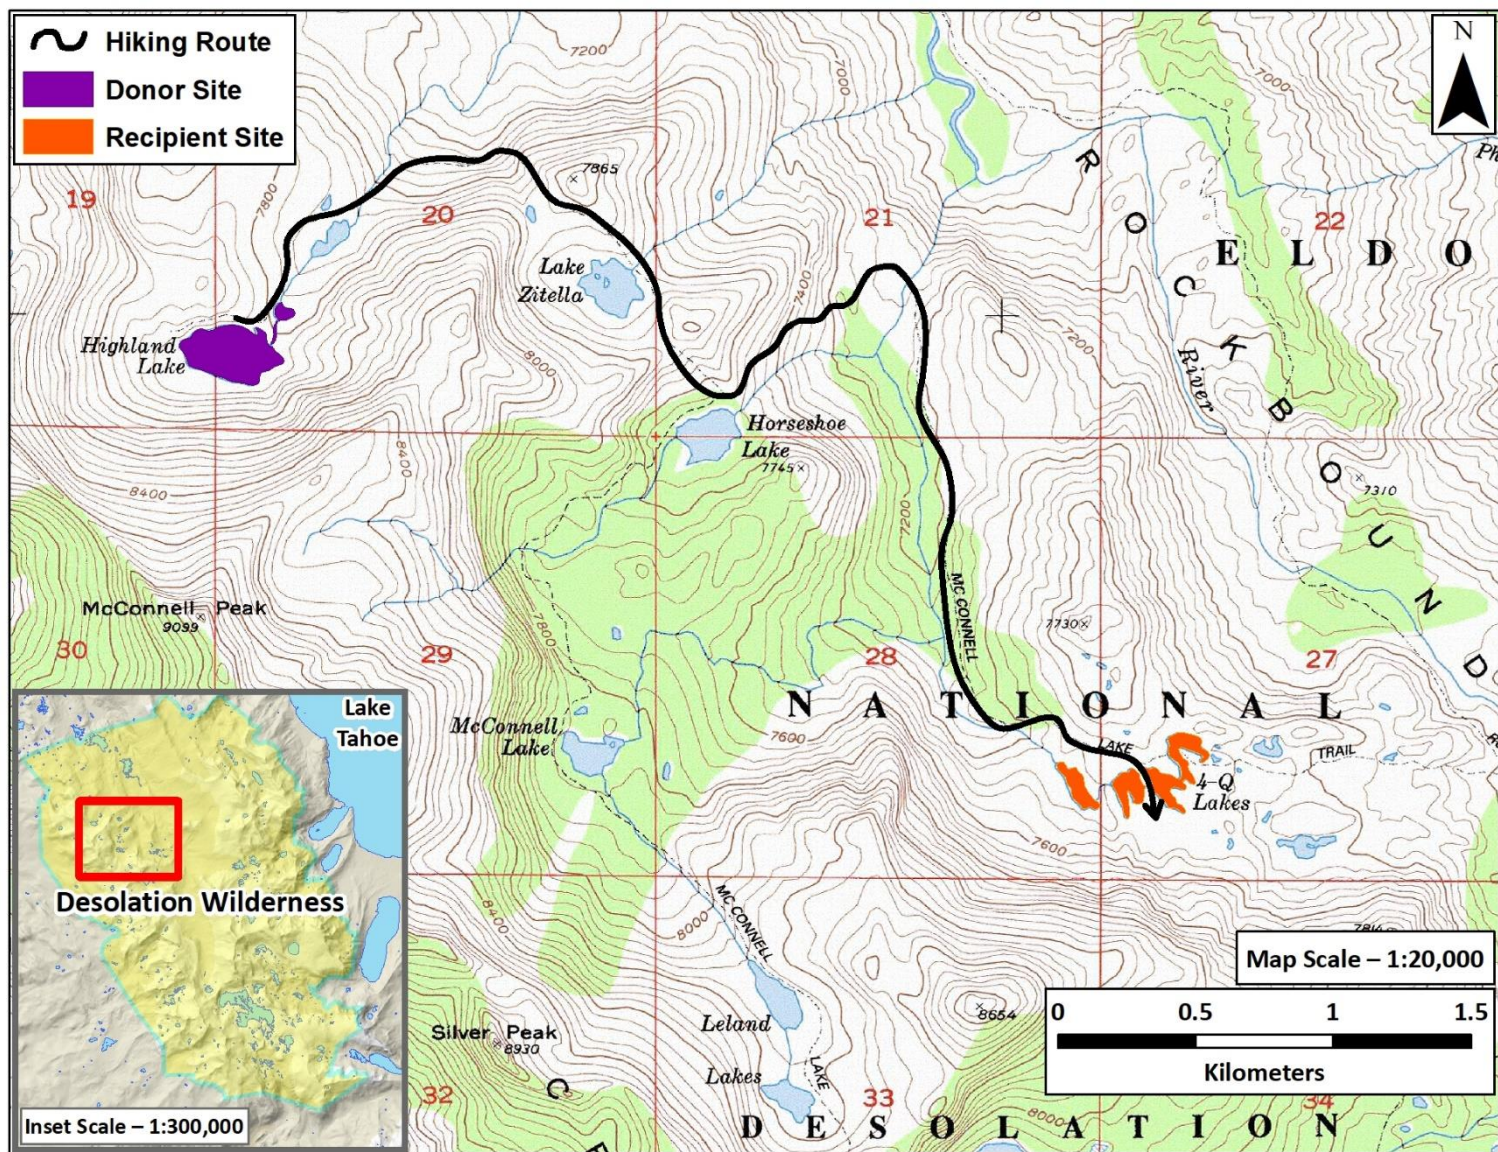 Hiking Route
Donor Site
Recipient Site
N
7200
7000
7000
7865
19
20
21
22
7800
R
O
C
K
B
O
U
N
D
E L D O
Lake
Zitella
7400
7200
River
Highland
Lake
8000
Horseshoe
Lake
7745
8400
8400
7310
7200
McConnell Peak
9099
7800
MC CONNELL
7730
30
29
28
27
N A T I O N A L
McConnell
Lake
7600
LAKE
TRAIL
4-Q
Lakes
7600
Lake
Tahoe
Desolation Wilderness
Inset Scale – 1:300,000
8400
8000
MC CONNELL
Map Scale – 1:20,000
0 0.5 1 1.5
Kilometers
Leland
Lakes
LAKE
8654
Silver Peak
8930
32
33
34
C
8000
D E S O L A T I O N